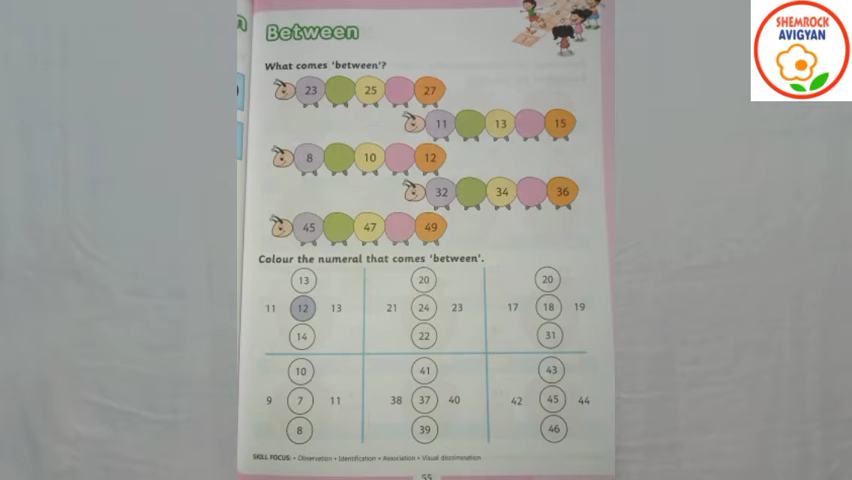 SHEMROCK
AVIGYAN
Between
What comes 'between'?
23 25 27
11 13 15
8 10 12
32 34 36
45 47 49
Colour the numeral that comes 'between'.
13 20 20
11 12 13 21 24 23 17 18 19
14 22 31
10 41 43
9 7 11 38 37 40 42 45 44
8 39 46
SKILL FOCUS: • Observation • Identification • Association • Visual discrimination
55